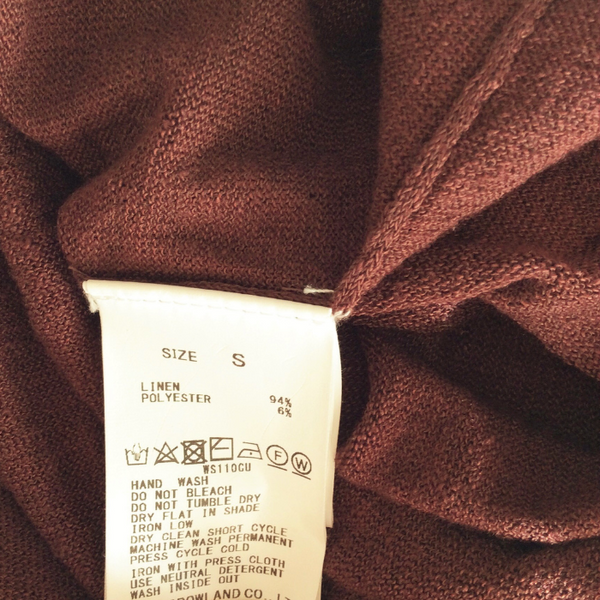 SIZE S
LINEN 94%
POLYESTER 6%
F W
WS110CU
HAND WASH
DO NOT BLEACH
DO NOT TUMBLE DRY
DRY FLAT IN SHADE
IRON LOW
DRY CLEAN SHORT CYCLE
MACHINE WASH PERMANENT
PRESS CYCLE COLD
IRON WITH PRESS CLOTH
USE NEUTRAL DETERGENT
WASH INSIDE OUT
CO.,